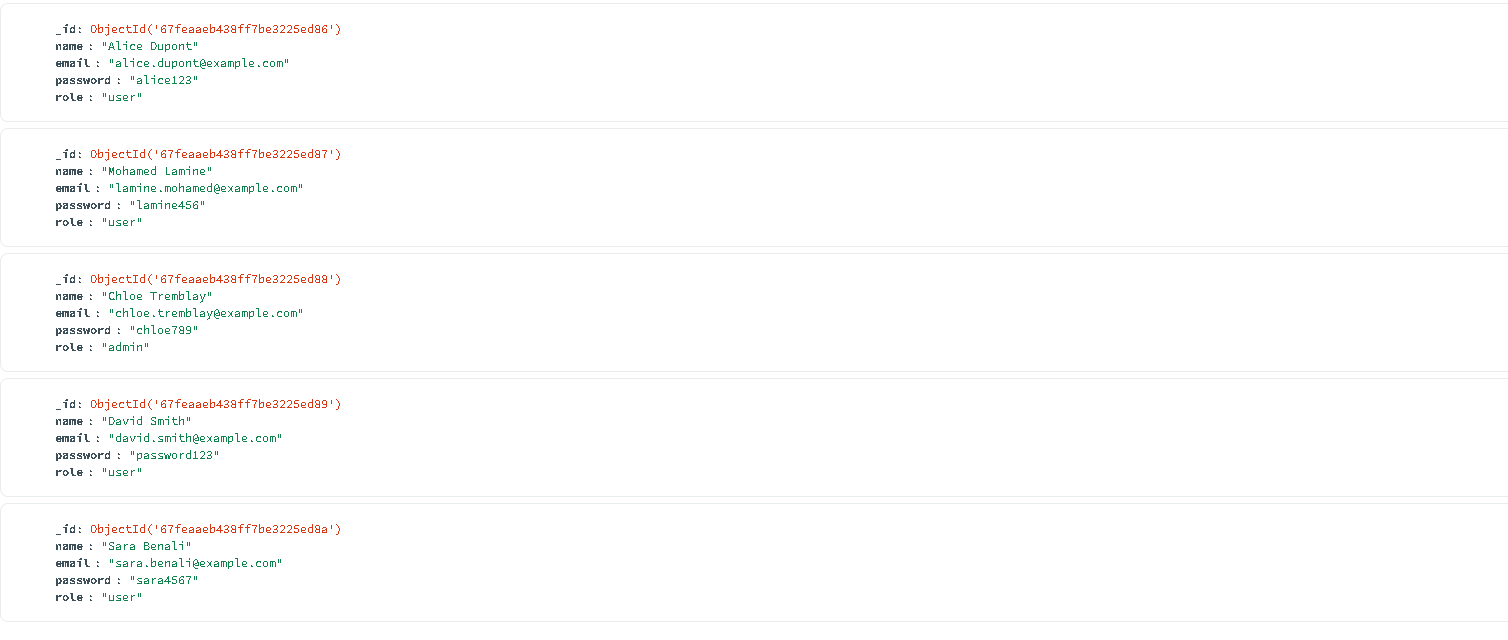 _id: ObjectId('67feaaeb438ff7be3225ed86')
name : "Alice Dupont"
email : "alice.dupont@example.com"
password : "alice123"
role : "user"
_id: ObjectId('67feaaeb438ff7be3225ed87')
name : "Mohamed Lamine"
email : "lamine.mohamed@example.com"
password : "lamine456"
role : "user"
_id: ObjectId('67feaaeb438ff7be3225ed88')
name : "Chloe Tremblay"
email : "chloe.tremblay@example.com"
password : "chloe789"
role : "admin"
_id: ObjectId('67feaaeb438ff7be3225ed89')
name : "David Smith"
email : "david.smith@example.com"
password : "password123"
role : "user"
_id: ObjectId('67feaaeb438ff7be3225ed8a')
name : "Sara Benali"
email : "sara.benali@example.com"
password : "sara4567"
role : "user"